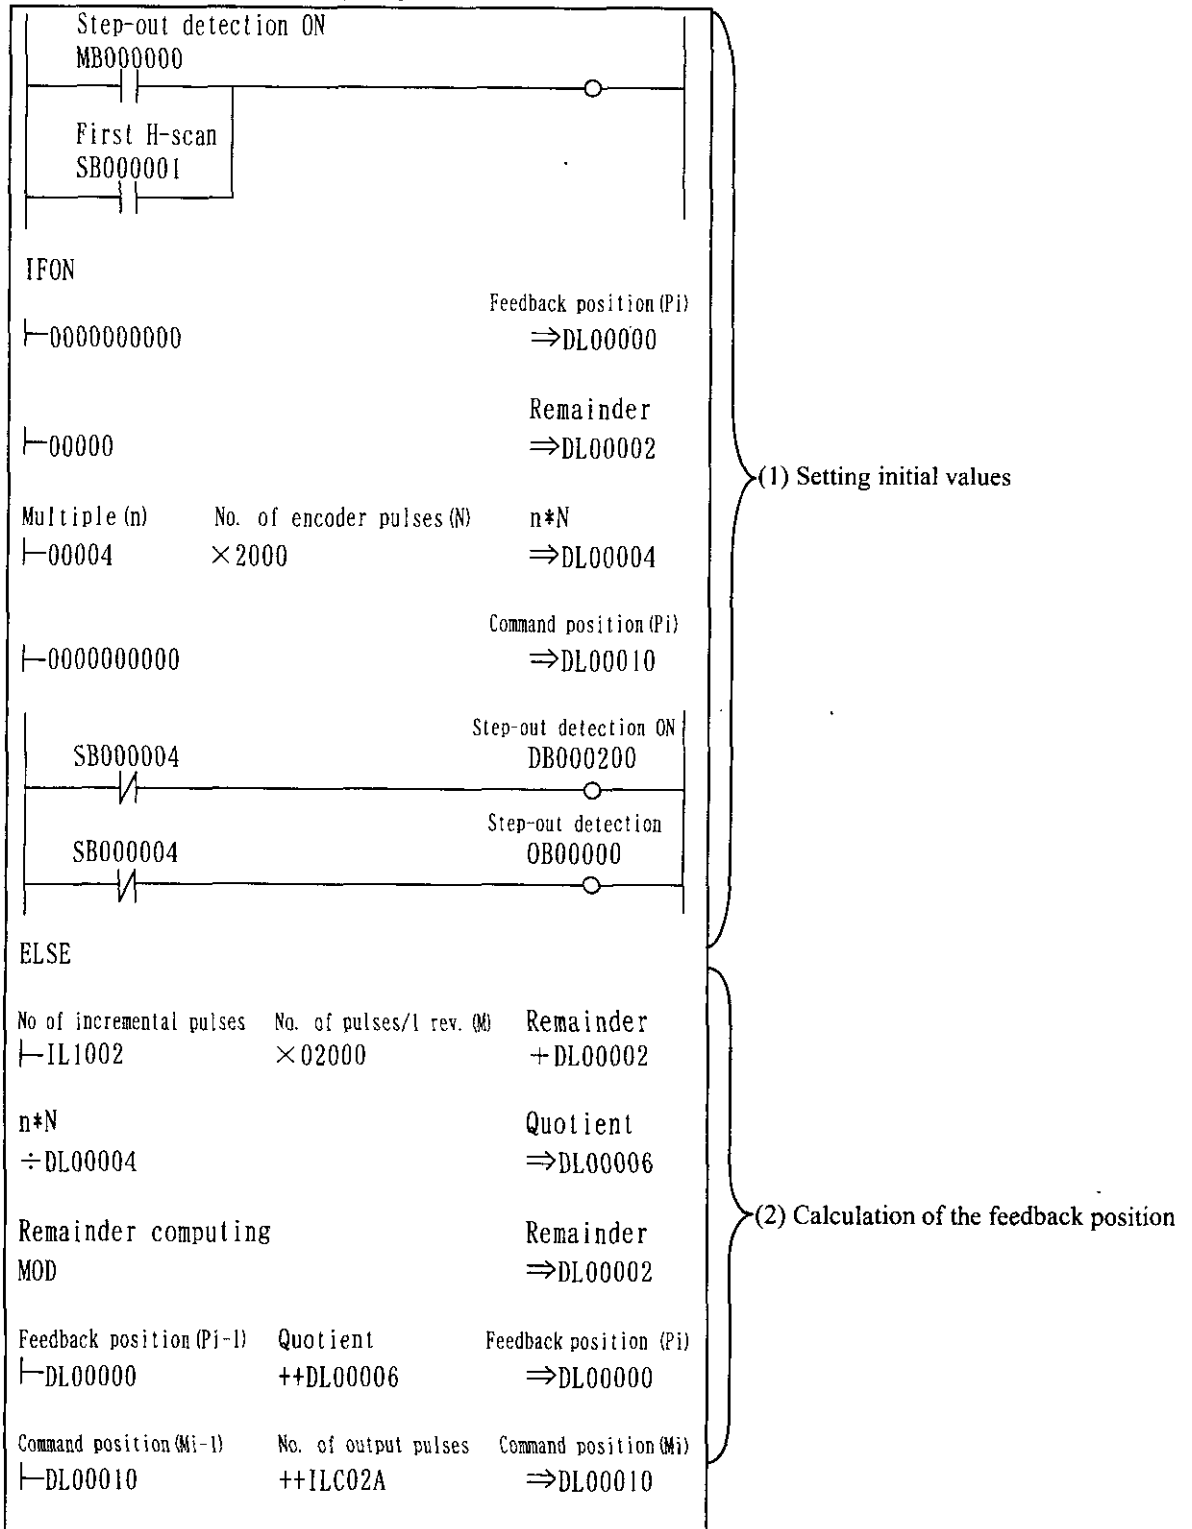 Step-out detection ON
MB000000
First H-scan
SB000001
IFON
Feedback position(Pi)
├─0000000000 ⇒DL00000
Remainder
├─00000 ⇒DL00002
(1) Setting initial values
Multiple(n) No. of encoder pulses(N) n*N
├─00004 ×2000 ⇒DL00004
Command position(Pi)
├─0000000000 ⇒DL00010
Step-out detection ON
SB000004 DB000200
Step-out detection
SB000004 OB00000
ELSE
No of incremental pulses No. of pulses/1 rev. (M) Remainder
├─IL1002 ×02000 +DL00002
n*N Quotient
÷DL00004 ⇒DL00006
(2) Calculation of the feedback position
Remainder computing Remainder
MOD ⇒DL00002
Feedback position(Pi-1) Quotient Feedback position (Pi)
├─DL00000 ++DL00006 ⇒DL00000
Command position(Mi-1) No. of output pulses Command position(Mi)
├─DL00010 ++ILC02A ⇒DL00010